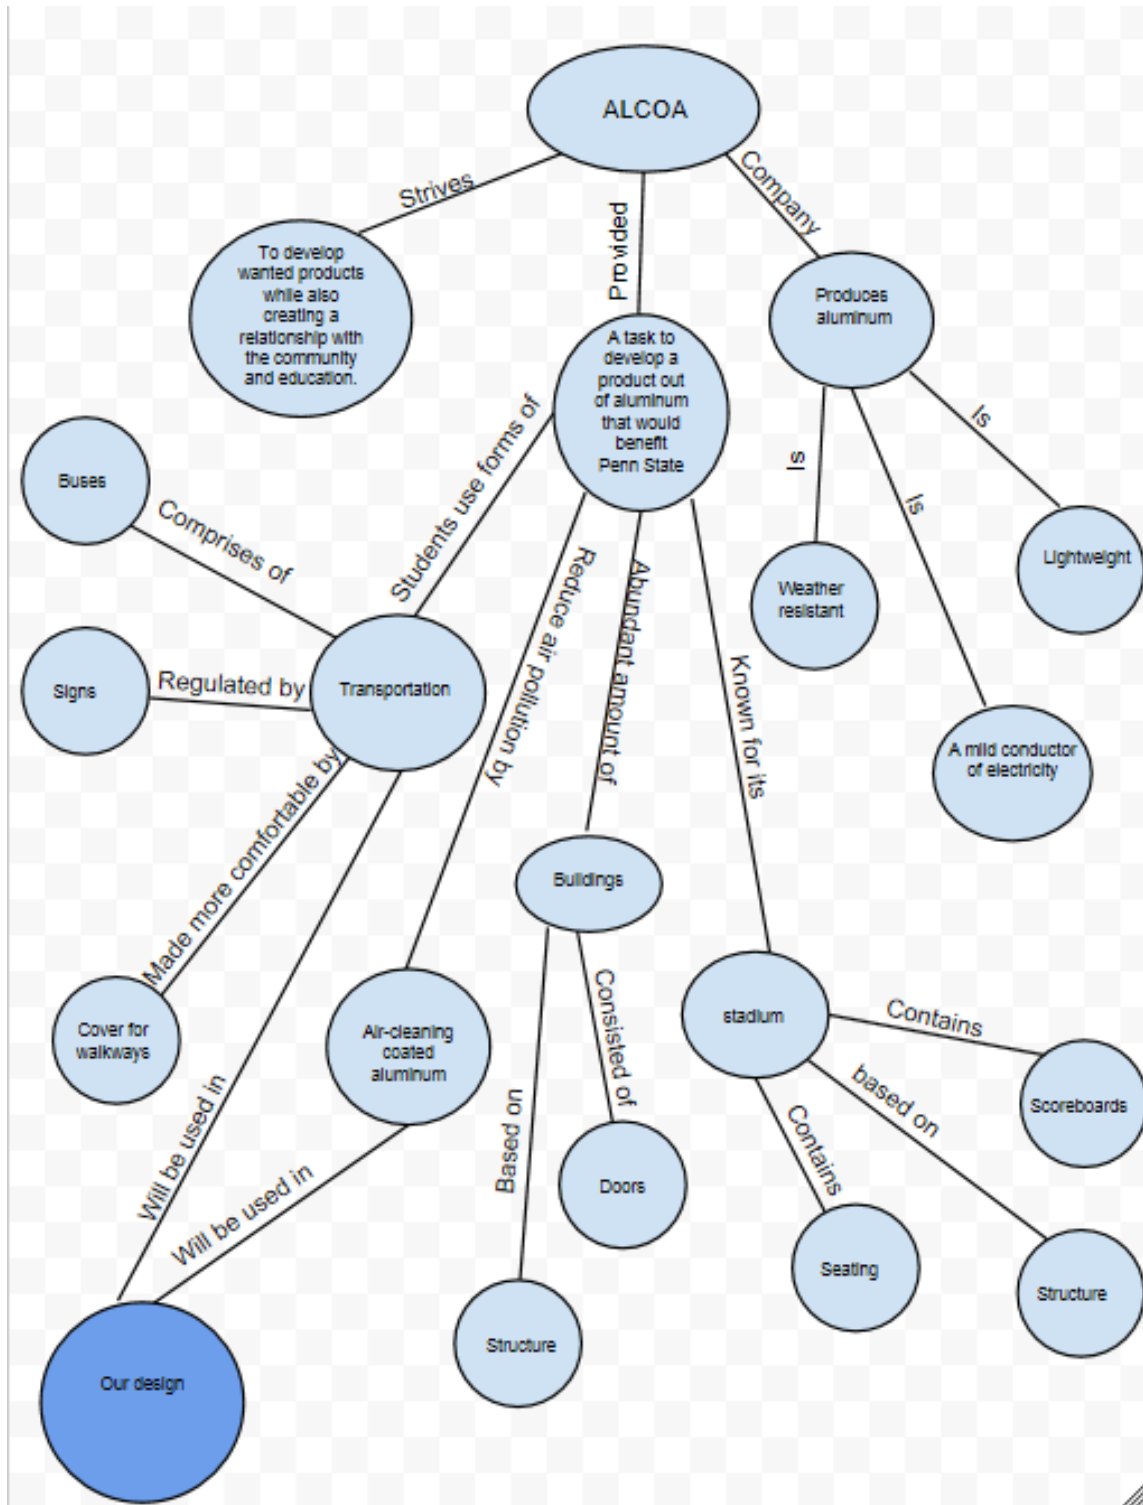 ALCOA
Strives
Provided
Company
To develop
wanted products
while also
creating a
relationship with
the community
and education.
A task to
develop a
product out
of aluminum
that would
benefit
Penn State
Produces
aluminum
Is
Is
Is
Weather
resistant
A mild conductor
of electricity
Lightweight
Students use forms of
Reduce air pollution by
Abundant amount of
Known for its
Buses
Comprises of
Signs
Regulated by
Transportation
Made more comfortable by
Cover for
walkways
Will be used in
Air-cleaning
coated
aluminum
Will be used in
Our design
Buildings
Based on
Consisted of
Structure
Doors
stadium
Contains
based on
Contains
Scoreboards
Seating
Structure